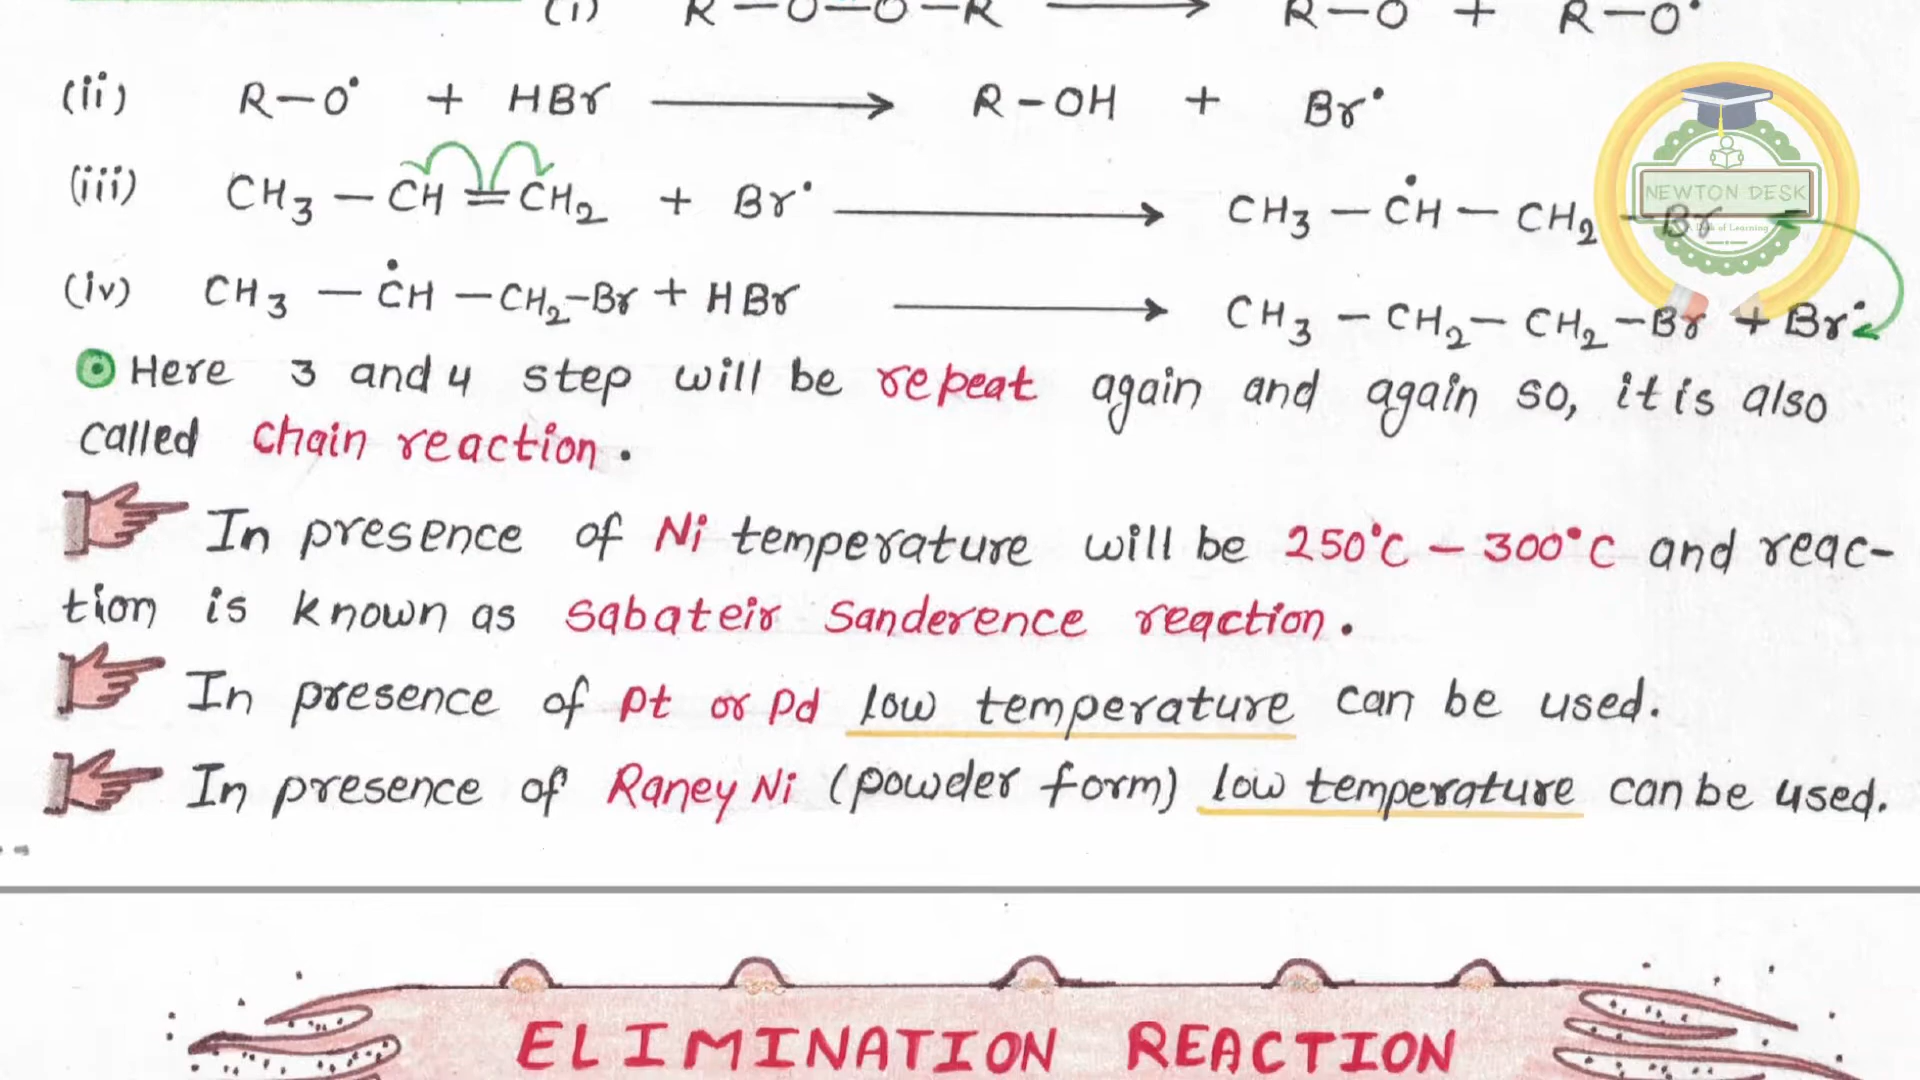 (i) R—O—O—R ⟶ R—O + R—O•
(ii) R—O• + HBr ⟶ R-OH + Br•
(iii) CH₃ — CH = CH₂ + Br• ⟶ CH₃ — ĊH — CH₂ — Br
(iv) CH₃ — ĊH — CH₂-Br + HBr ⟶ CH₃ — CH₂ — CH₂ — Br + Br•
Here 3 and 4 step will be repeat again and again so, it is also
called chain reaction.
In presence of Ni temperature will be 250°C — 300°C and reac-
tion is known as Sabateir Sanderence reaction.
In presence of Pt or Pd low temperature can be used.
In presence of Raney Ni (powder form) low temperature can be used.
ELIMINATION REACTION
NEWTON DESK
A Desk of Learning